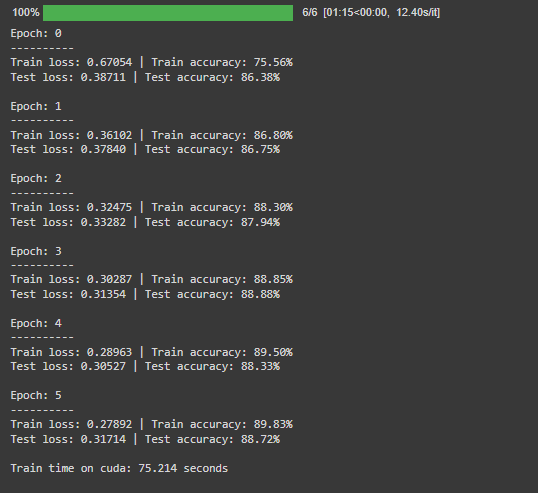 100% 6/6 [01:15<00:00, 12.40s/it]
Epoch: 0
----------
Train loss: 0.67054 | Train accuracy: 75.56%
Test loss: 0.38711 | Test accuracy: 86.38%
Epoch: 1
----------
Train loss: 0.36102 | Train accuracy: 86.80%
Test loss: 0.37840 | Test accuracy: 86.75%
Epoch: 2
----------
Train loss: 0.32475 | Train accuracy: 88.30%
Test loss: 0.33282 | Test accuracy: 87.94%
Epoch: 3
----------
Train loss: 0.30287 | Train accuracy: 88.85%
Test loss: 0.31354 | Test accuracy: 88.88%
Epoch: 4
----------
Train loss: 0.28963 | Train accuracy: 89.50%
Test loss: 0.30527 | Test accuracy: 88.33%
Epoch: 5
----------
Train loss: 0.27892 | Train accuracy: 89.83%
Test loss: 0.31714 | Test accuracy: 88.72%
Train time on cuda: 75.214 seconds